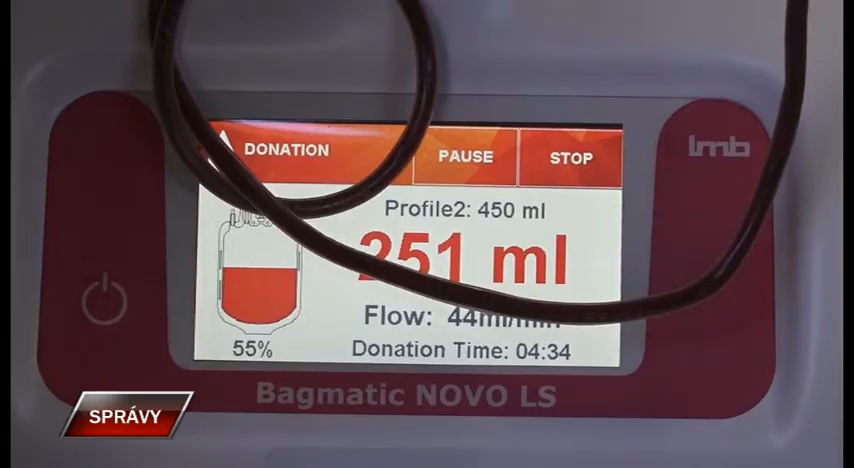 DONATION
PAUSE
STOP
lmb
Profile2: 450 ml
251 ml
Flow: 44ml/min
55%
Donation Time: 04:34
Bagmatic NOVO LS
SPRÁVY